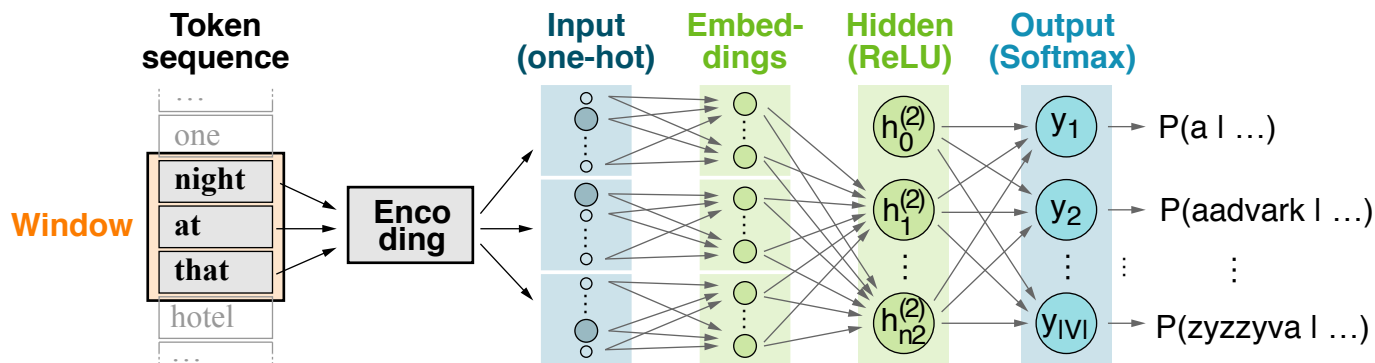 Token
sequence
...
one
night
at
that
hotel
...
Window
Enco
ding
Input
(one-hot)
Embed-
dings
Hidden
(ReLU)
h0(2)
h1(2)
hn2(2)
Output
(Softmax)
y1
y2
y|V|
P(a | ...)
P(aadvark | ...)
P(zyzzyva | ...)